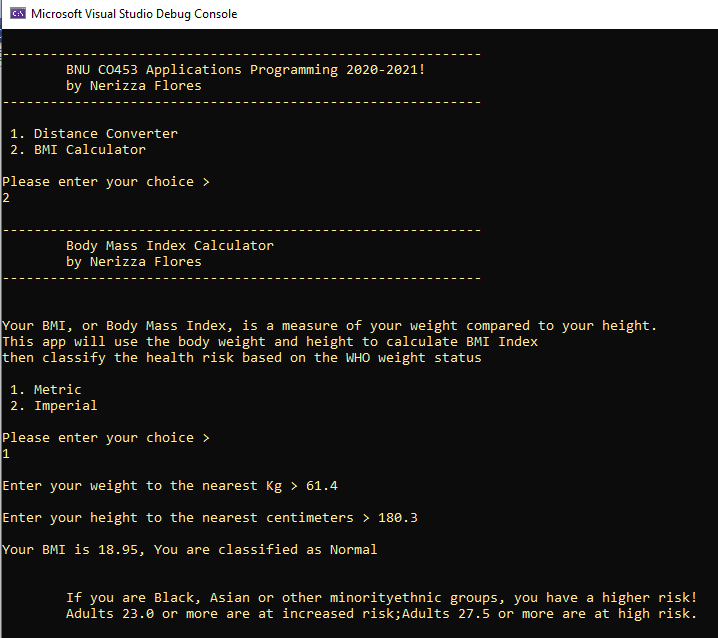 Microsoft Visual Studio Debug Console
------------------------------------------------------------
BNU CO453 Applications Programming 2020-2021!
by Nerizza Flores
------------------------------------------------------------
1. Distance Converter
2. BMI Calculator
Please enter your choice >
2
------------------------------------------------------------
Body Mass Index Calculator
by Nerizza Flores
------------------------------------------------------------
Your BMI, or Body Mass Index, is a measure of your weight compared to your height.
This app will use the body weight and height to calculate BMI Index
then classify the health risk based on the WHO weight status
1. Metric
2. Imperial
Please enter your choice >
1
Enter your weight to the nearest Kg > 61.4
Enter your height to the nearest centimeters > 180.3
Your BMI is 18.95, You are classified as Normal
If you are Black, Asian or other minorityethnic groups, you have a higher risk!
Adults 23.0 or more are at increased risk;Adults 27.5 or more are at high risk.